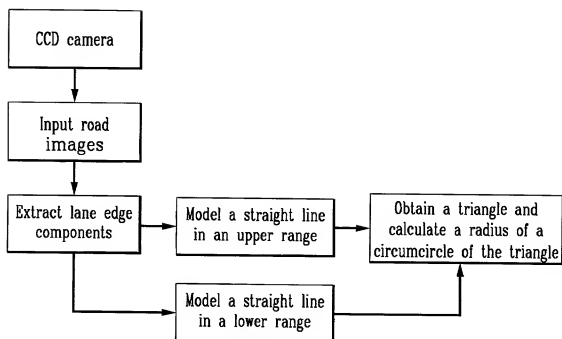 CCD camera
Input road
images
Extract lane edge
components
Model a straight line
in an upper range
Obtain a triangle and
calculate a radius of a
circumcircle of the triangle
Model a straight line
in a lower range